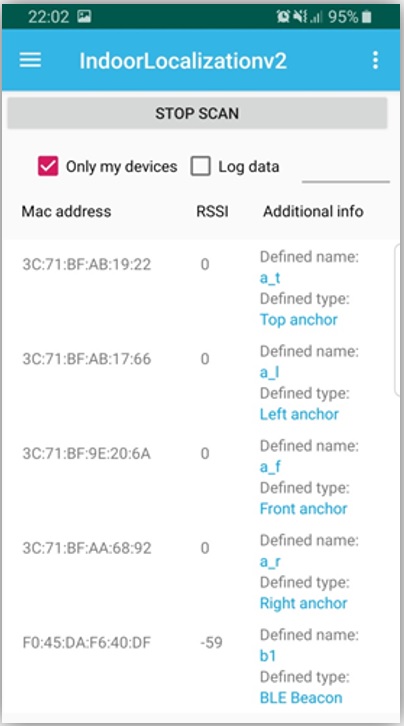 22:02 95%
IndoorLocalizationv2
STOP SCAN
Only my devices Log data
Mac address RSSI Additional info
3C:71:BF:AB:19:22 0 Defined name:
a_t
Defined type:
Top anchor
3C:71:BF:AB:17:66 0 Defined name:
a_l
Defined type:
Left anchor
3C:71:BF:9E:20:6A 0 Defined name:
a_f
Defined type:
Front anchor
3C:71:BF:AA:68:92 0 Defined name:
a_r
Defined type:
Right anchor
F0:45:DA:F6:40:DF -59 Defined name:
b1
Defined type:
BLE Beacon